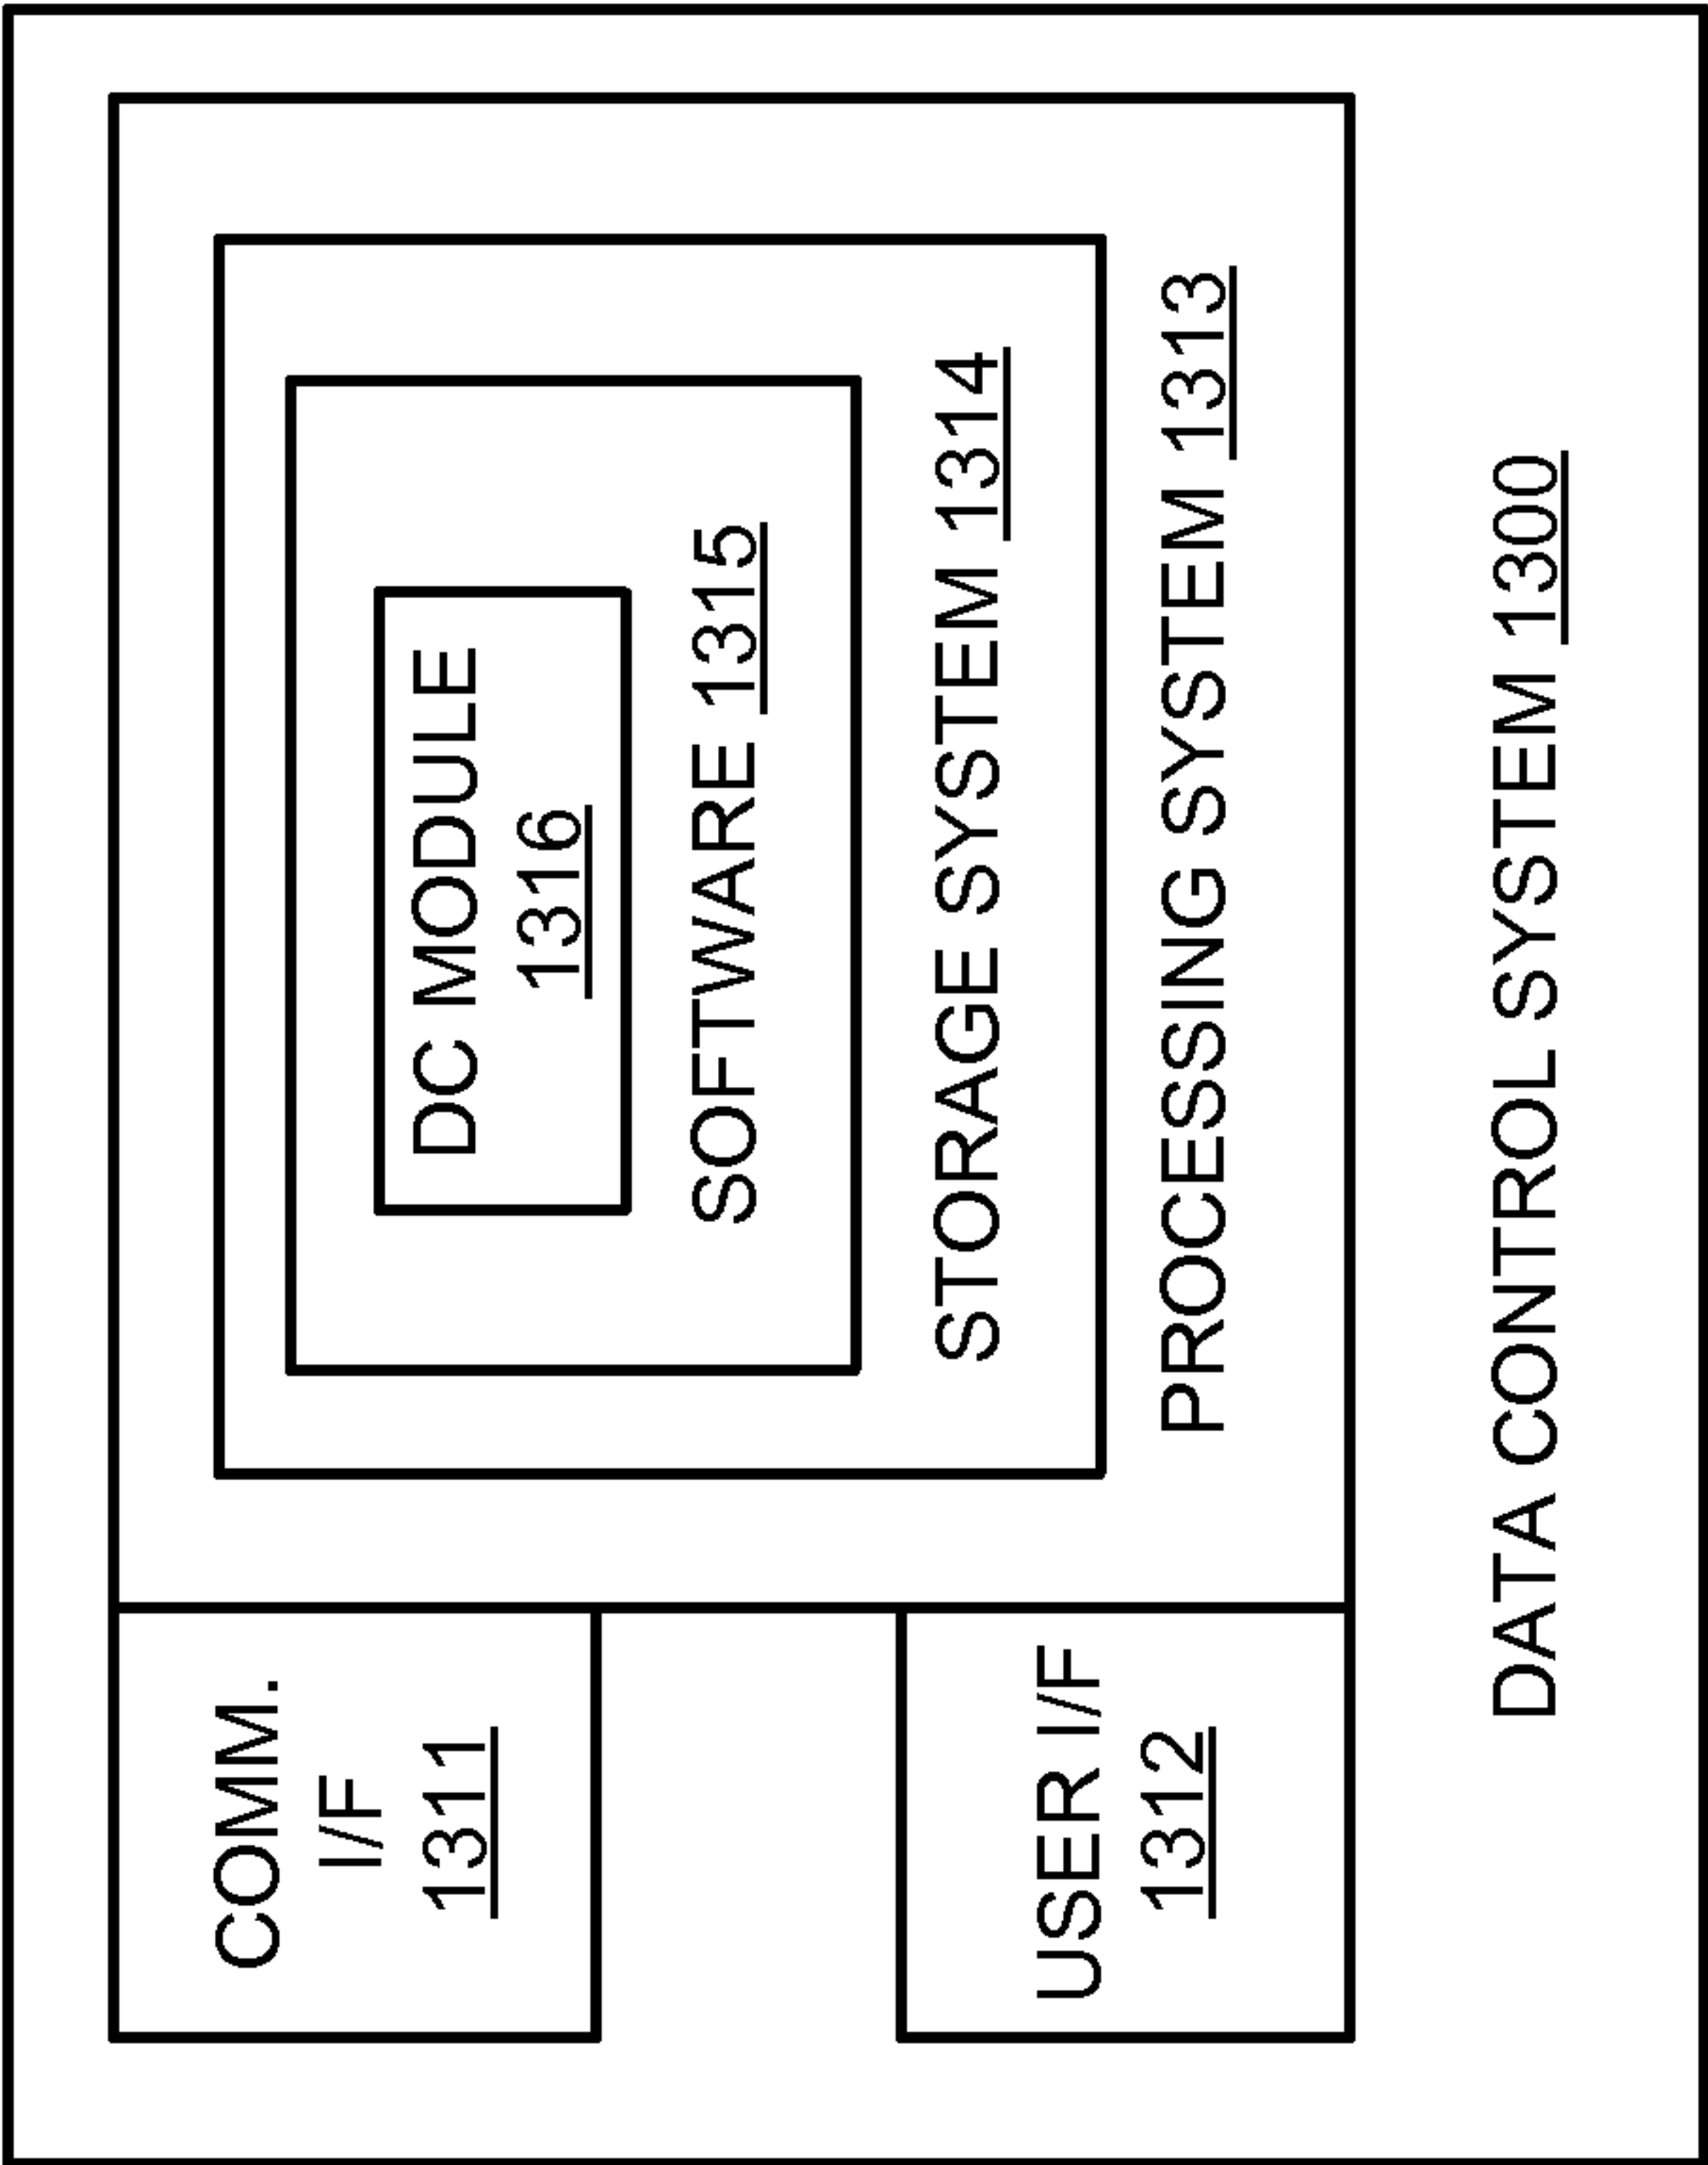 COMM.
I/F
1311
USER I/F
1312
DC MODULE
1316
SOFTWARE 1315
STORAGE SYSTEM 1314
PROCESSING SYSTEM 1313
DATA CONTROL SYSTEM 1300